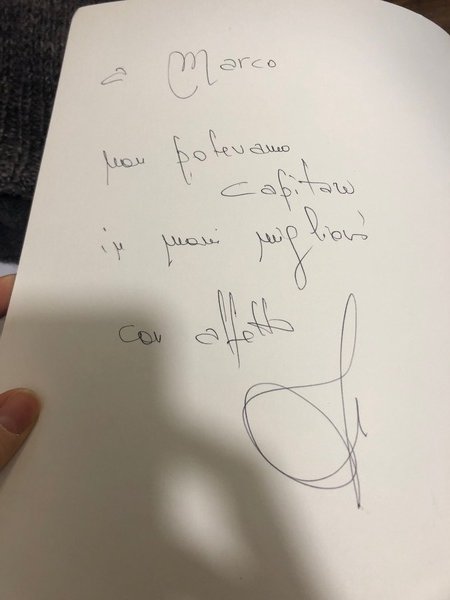 a Marco
non potevamo
capitare
in mani migliori
con affetto